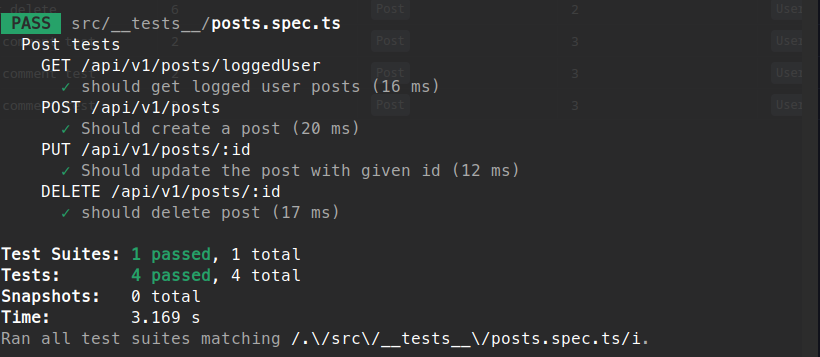 PASS src/__tests__/posts.spec.ts
Post tests
GET /api/v1/posts/loggedUser
✓ should get logged user posts (16 ms)
POST /api/v1/posts
✓ Should create a post (20 ms)
PUT /api/v1/posts/:id
✓ Should update the post with given id (12 ms)
DELETE /api/v1/posts/:id
✓ should delete post (17 ms)
Test Suites: 1 passed, 1 total
Tests: 4 passed, 4 total
Snapshots: 0 total
Time: 3.169 s
Ran all test suites matching /.\/src\/__tests__\/posts.spec.ts/i.